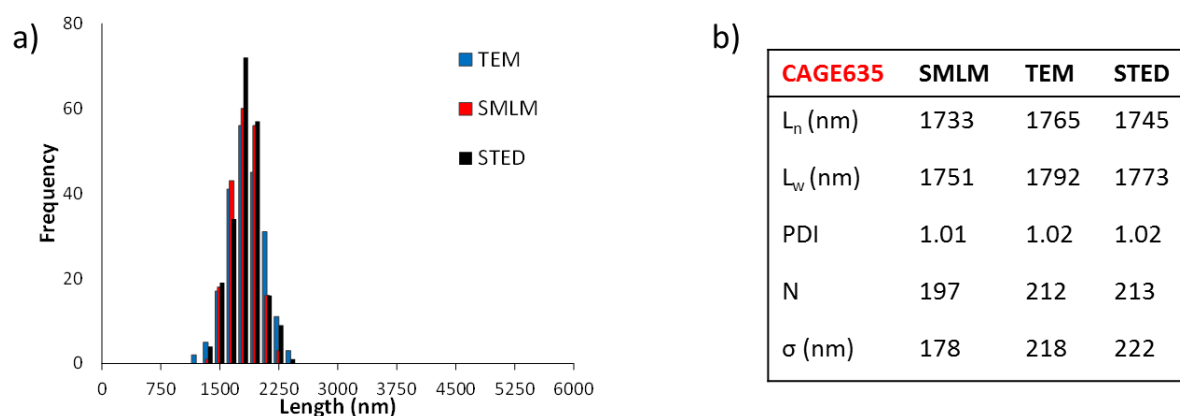 a)
80
60
40
20
0
Frequency
TEM
SMLM
STED
0 750 1500 2250 3000 3750 4500 5250 6000
Length (nm)
b)
CAGE635 SMLM TEM STED
Lₙ (nm) 1733 1765 1745
L_w (nm) 1751 1792 1773
PDI 1.01 1.02 1.02
N 197 212 213
σ (nm) 178 218 222